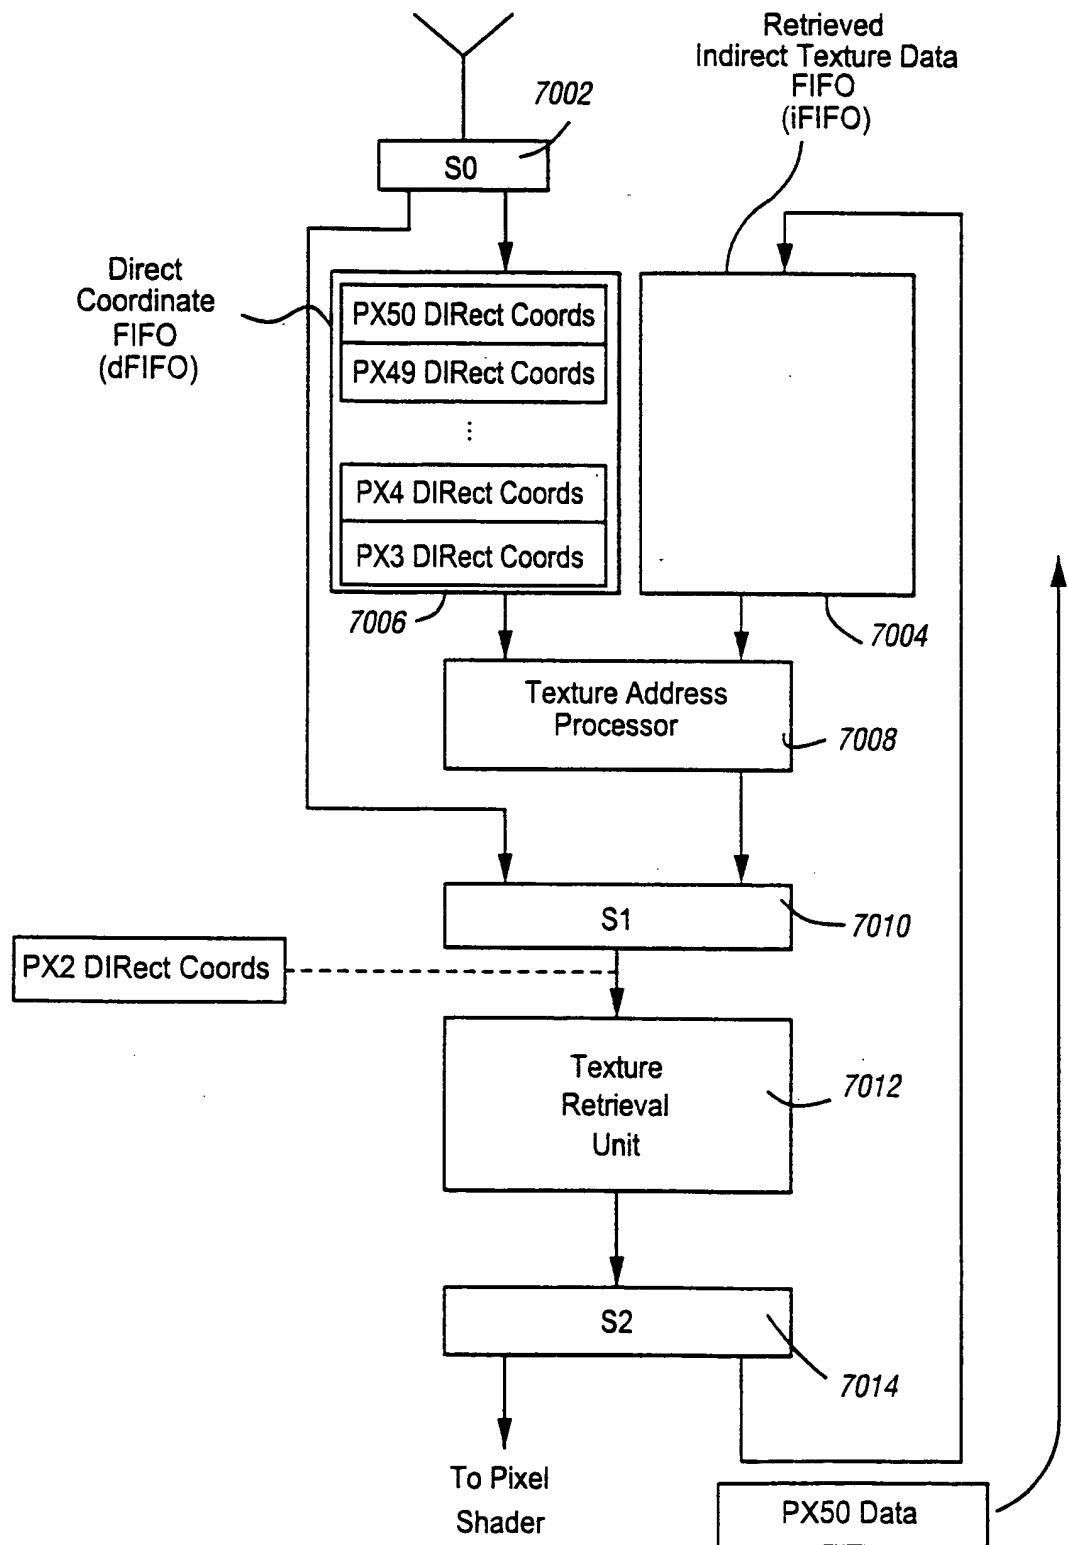 Retrieved
Indirect Texture Data
FIFO
(iFIFO)
7002
S0
Direct
Coordinate
FIFO
(dFIFO)
PX50 DIRect Coords
PX49 DIRect Coords
⋮
PX4 DIRect Coords
PX3 DIRect Coords
7006
7004
Texture Address
Processor
7008
S1
7010
PX2 DIRect Coords
Texture
Retrieval
Unit
7012
S2
7014
To Pixel
Shader
PX50 Data